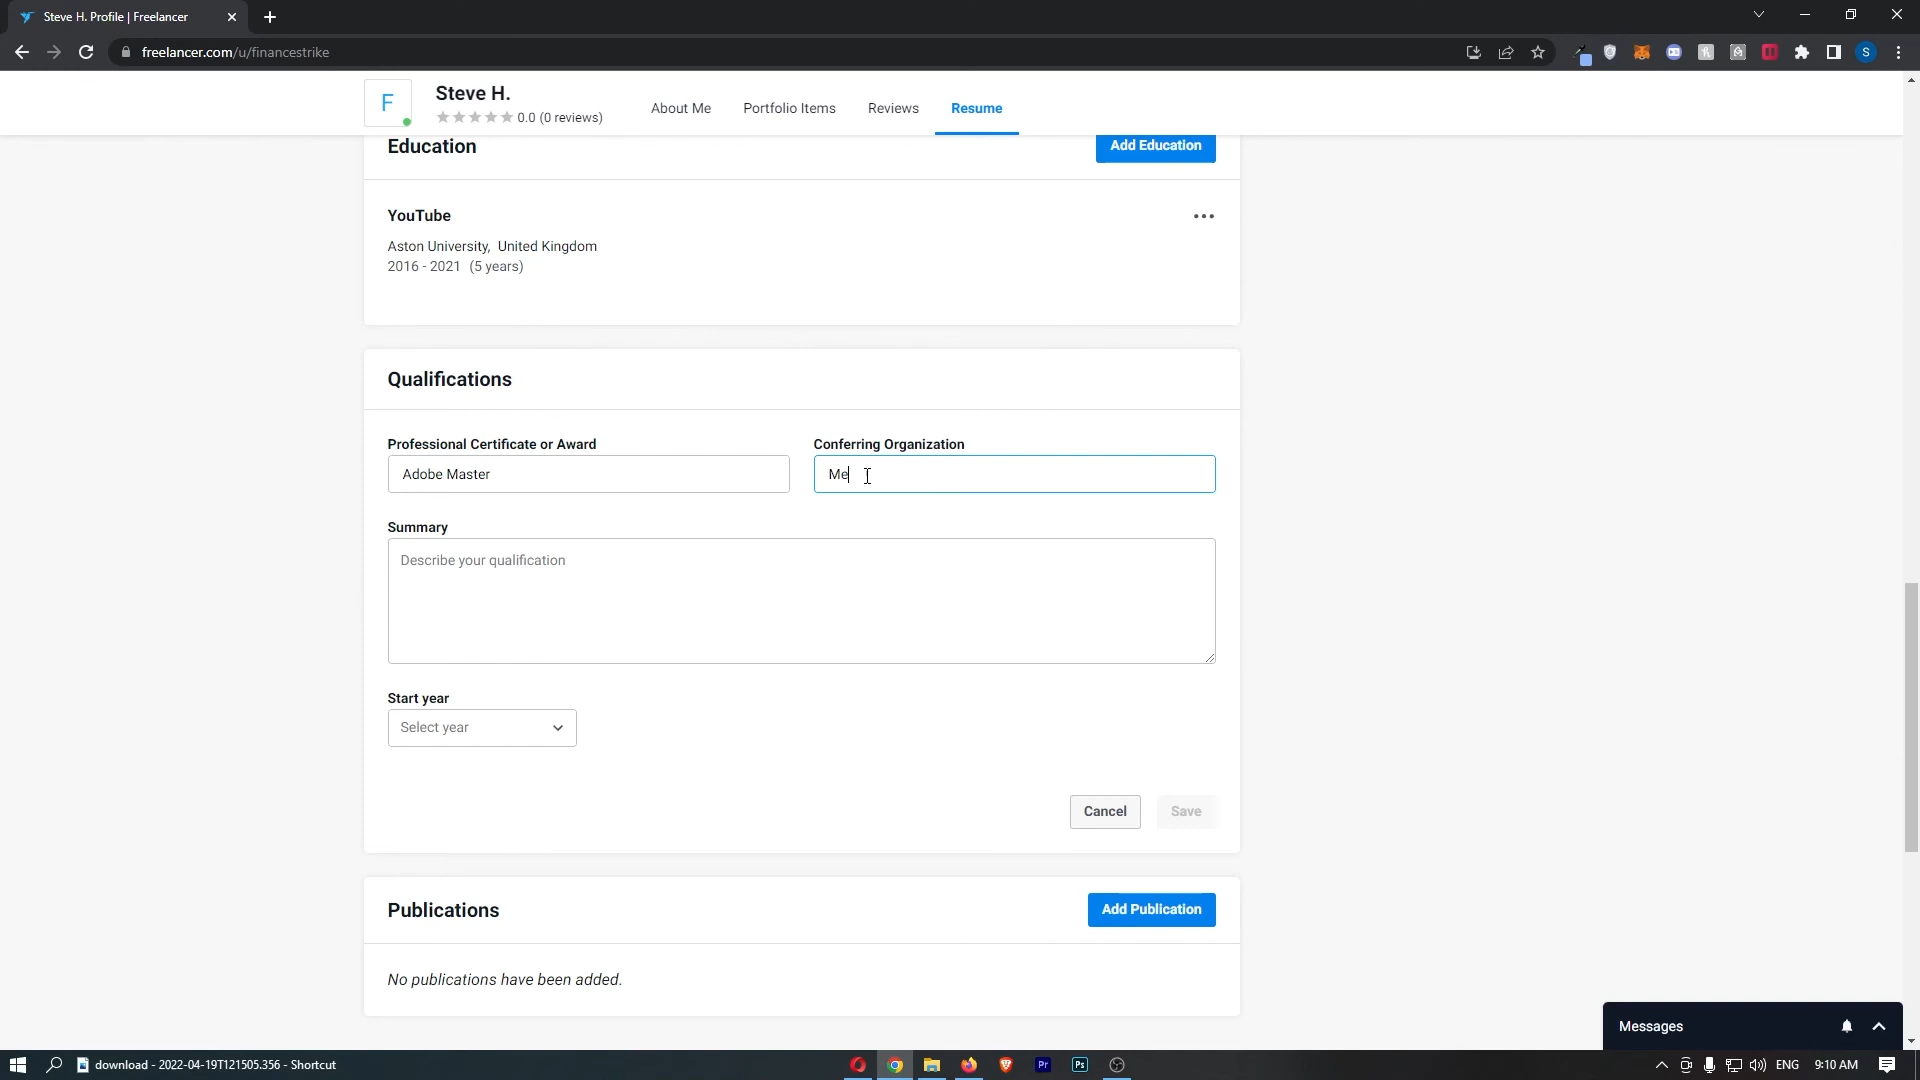 Steve H. Profile | Freelancer
freelancer.com/u/financestrike
S
F
Steve H.
0.0 (0 reviews)
About Me
Portfolio Items
Reviews
Resume
Education
Add Education
YouTube
Aston University, United Kingdom
2016 - 2021 (5 years)
Qualifications
Professional Certificate or Award
Conferring Organization
Adobe Master
Me
Summary
Describe your qualification
Start year
Select year
Cancel
Save
Publications
Add Publication
No publications have been added.
Messages
download - 2022-04-19T121505.356 - Shortcut
Pr
Ps
ENG
9:10 AM